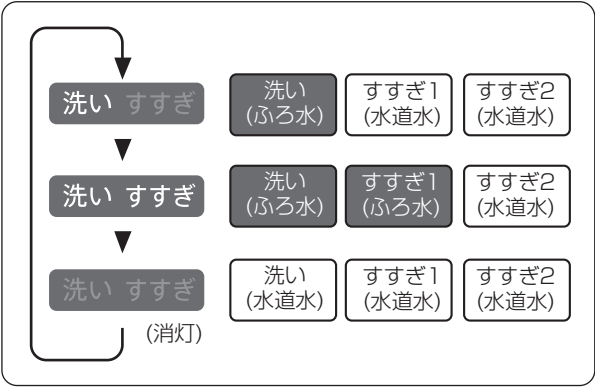 洗い すすぎ
洗い
(ふろ水)
すすぎ1
(水道水)
すすぎ2
(水道水)
洗い すすぎ
洗い
(ふろ水)
すすぎ1
(ふろ水)
すすぎ2
(水道水)
洗い すすぎ
(消灯)
洗い
(水道水)
すすぎ1
(水道水)
すすぎ2
(水道水)